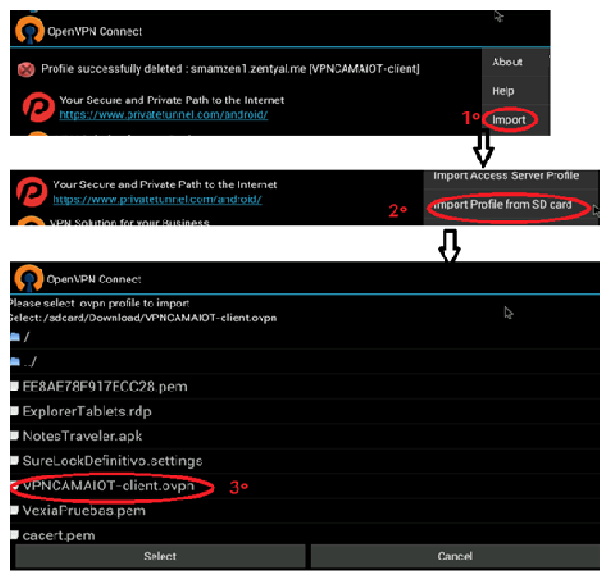 OpenVPN Connect
Profile successfully deleted : smamzen1.zentyal.me [VPNCAMAIOT-client]
About
Your Secure and Private Path to the Internet
Help
https://www.privatetunnel.com/android/
1º Import
Your Secure and Private Path to the Internet
Import Access Server Profile
https://www.privatetunnel.com/android/
2º Import Profile from SD card
VPN Solution for your Business
OpenVPN Connect
Please select .ovpn profile to import
Select: /sdcard/Download/VPNCAMAIOT-client.ovpn
/
../
EE8AE78F917ECC28.pem
ExplorerTablets.rdp
NotesTraveler.apk
SureLockDefinitivo.settings
VPNCAMAIOT-client.ovpn 3º
VexiaPruebas.pem
cacert.pem
Select Cancel